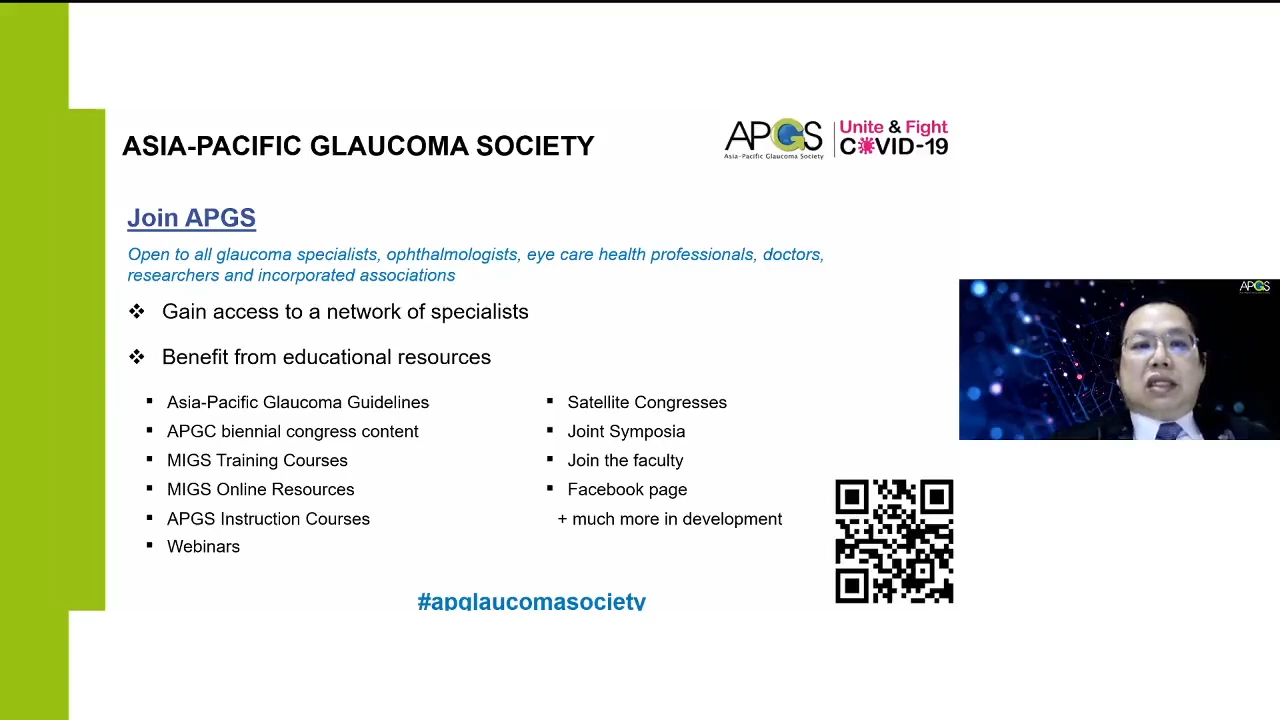 ASIA-PACIFIC GLAUCOMA SOCIETY
APGS
Asia-Pacific Glaucoma Society
Unite & Fight
COVID-19
Join APGS
Open to all glaucoma specialists, ophthalmologists, eye care health professionals, doctors,
researchers and incorporated associations
Gain access to a network of specialists
Benefit from educational resources
Asia-Pacific Glaucoma Guidelines
APGC biennial congress content
MIGS Training Courses
MIGS Online Resources
APGS Instruction Courses
Webinars
Satellite Congresses
Joint Symposia
Join the faculty
Facebook page
+ much more in development
#apglaucomasociety
APGS